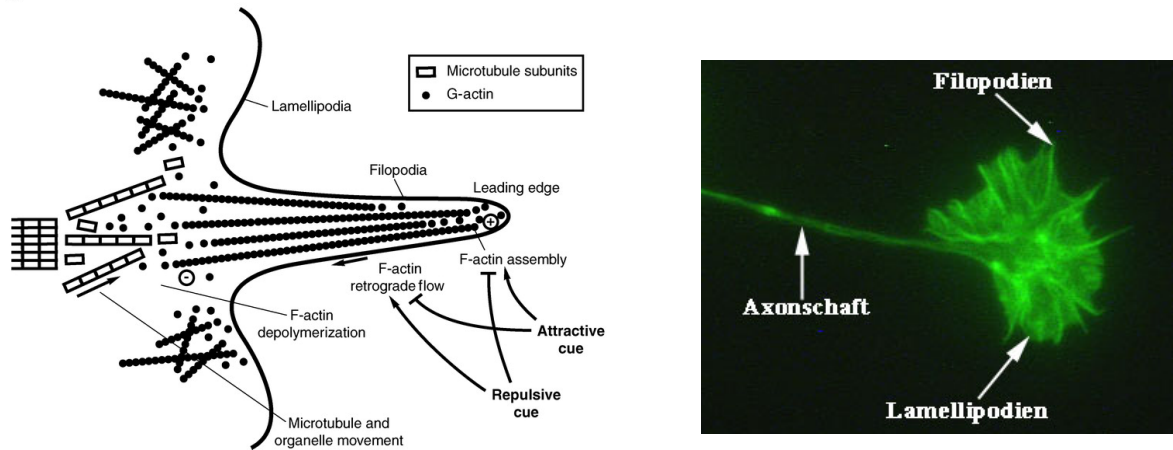 Microtubule subunits
G-actin
Lamellipodia
Filopodia
Leading edge
+
F-actin assembly
F-actin
retrograde flow
-
F-actin
depolymerization
Attractive
cue
Repulsive
cue
Microtubule and
organelle movement
Filopodien
Axonschaft
Lamellipodien